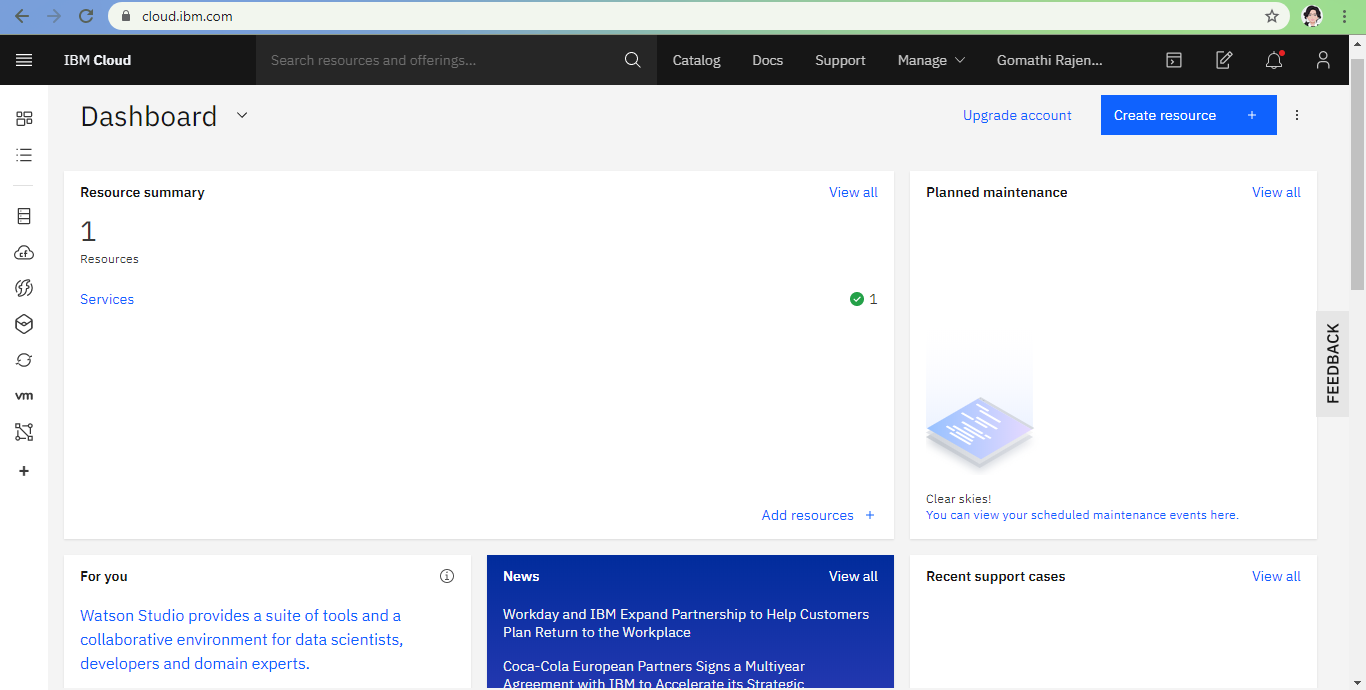 cloud.ibm.com
IBM Cloud
Search resources and offerings...
Catalog
Docs
Support
Manage
Gomathi Rajen...
Dashboard
Upgrade account
Create resource +
Resource summary
View all
1
Resources
Services
1
Add resources +
Planned maintenance
View all
Clear skies!
You can view your scheduled maintenance events here.
FEEDBACK
cf
vm
+
For you
Watson Studio provides a suite of tools and a
collaborative environment for data scientists,
developers and domain experts.
News
View all
Workday and IBM Expand Partnership to Help Customers
Plan Return to the Workplace
Coca-Cola European Partners Signs a Multiyear
Agreement with IBM to Accelerate its Strategic
Recent support cases
View all